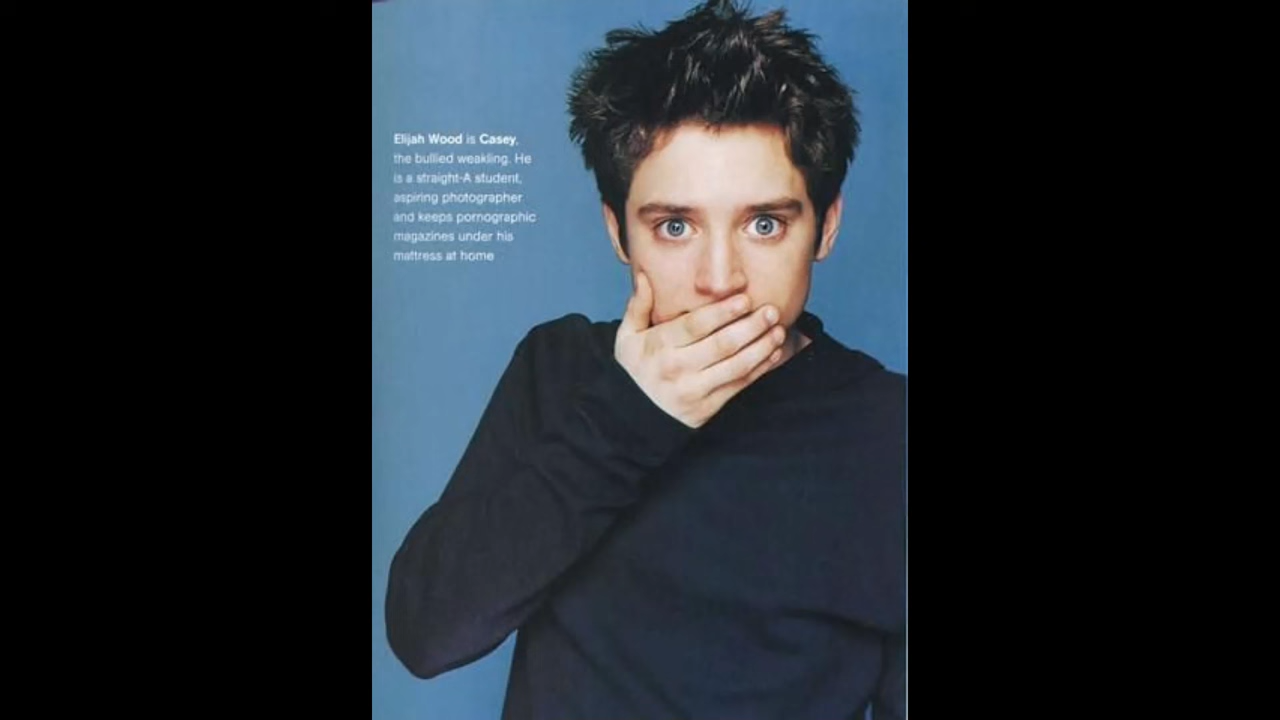 Elijah Wood is Casey,
the bullied weakling. He
is a straight-A student,
aspiring photographer
and keeps pornographic
magazines under his
mattress at home